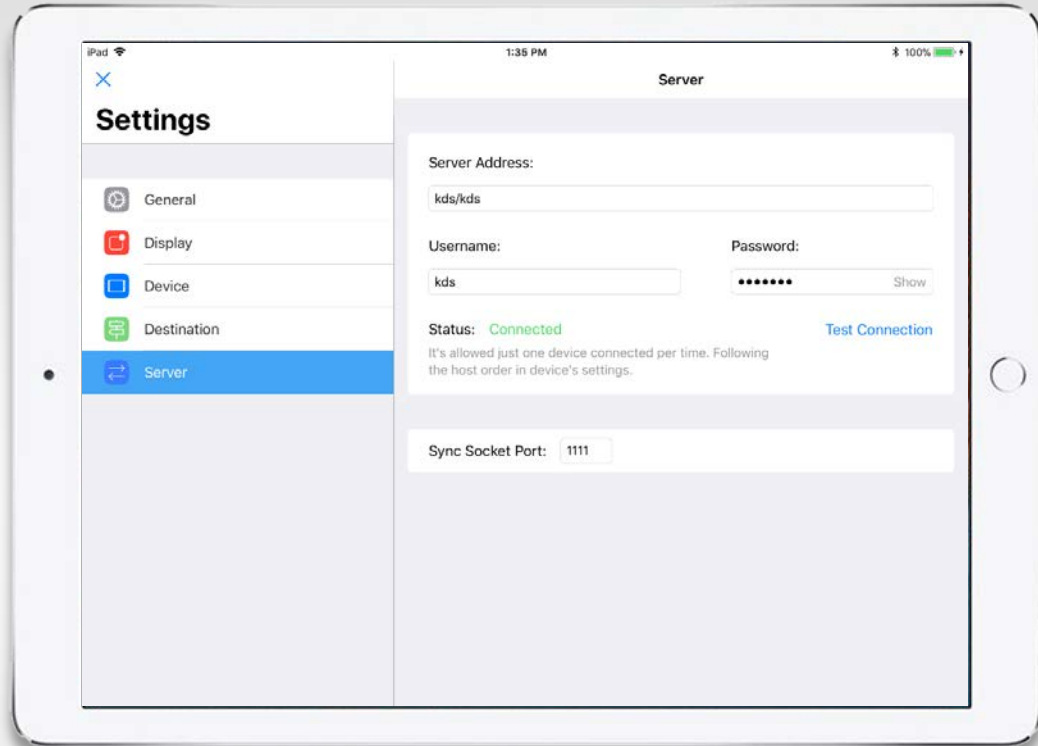 iPad
1:35 PM
100%
Settings
Server
General
Display
Device
Destination
Server
Server Address:
kds/kds
Username:
Password:
kds
•••••••
Show
Status: Connected
Test Connection
It's allowed just one device connected per time. Following
the host order in device's settings.
Sync Socket Port: 1111